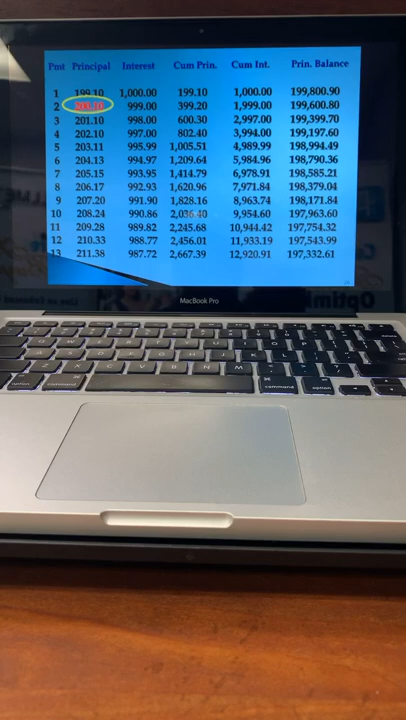 Pmt Principal Interest Cum Prin. Cum Int. Prin. Balance
1 199.10 1,000.00 199.10 1,000.00 199,800.90
2 200.10 999.00 399.20 1,999.00 199,600.80
3 201.10 998.00 600.30 2,997.00 199,399.70
4 202.10 997.00 802.40 3,994.00 199,197.60
5 203.11 995.99 1,005.51 4,989.99 198,994.49
6 204.13 994.97 1,209.64 5,984.96 198,790.36
7 205.15 993.95 1,414.79 6,978.91 198,585.21
8 206.17 992.93 1,620.96 7,971.84 198,379.04
9 207.20 991.90 1,828.16 8,963.74 198,171.84
10 208.24 990.86 2,036.40 9,954.60 197,963.60
11 209.28 989.82 2,245.68 10,944.42 197,754.32
12 210.33 988.77 2,456.01 11,933.19 197,543.99
13 211.38 987.72 2,667.39 12,920.91 197,332.61
MacBook Pro
option command command option